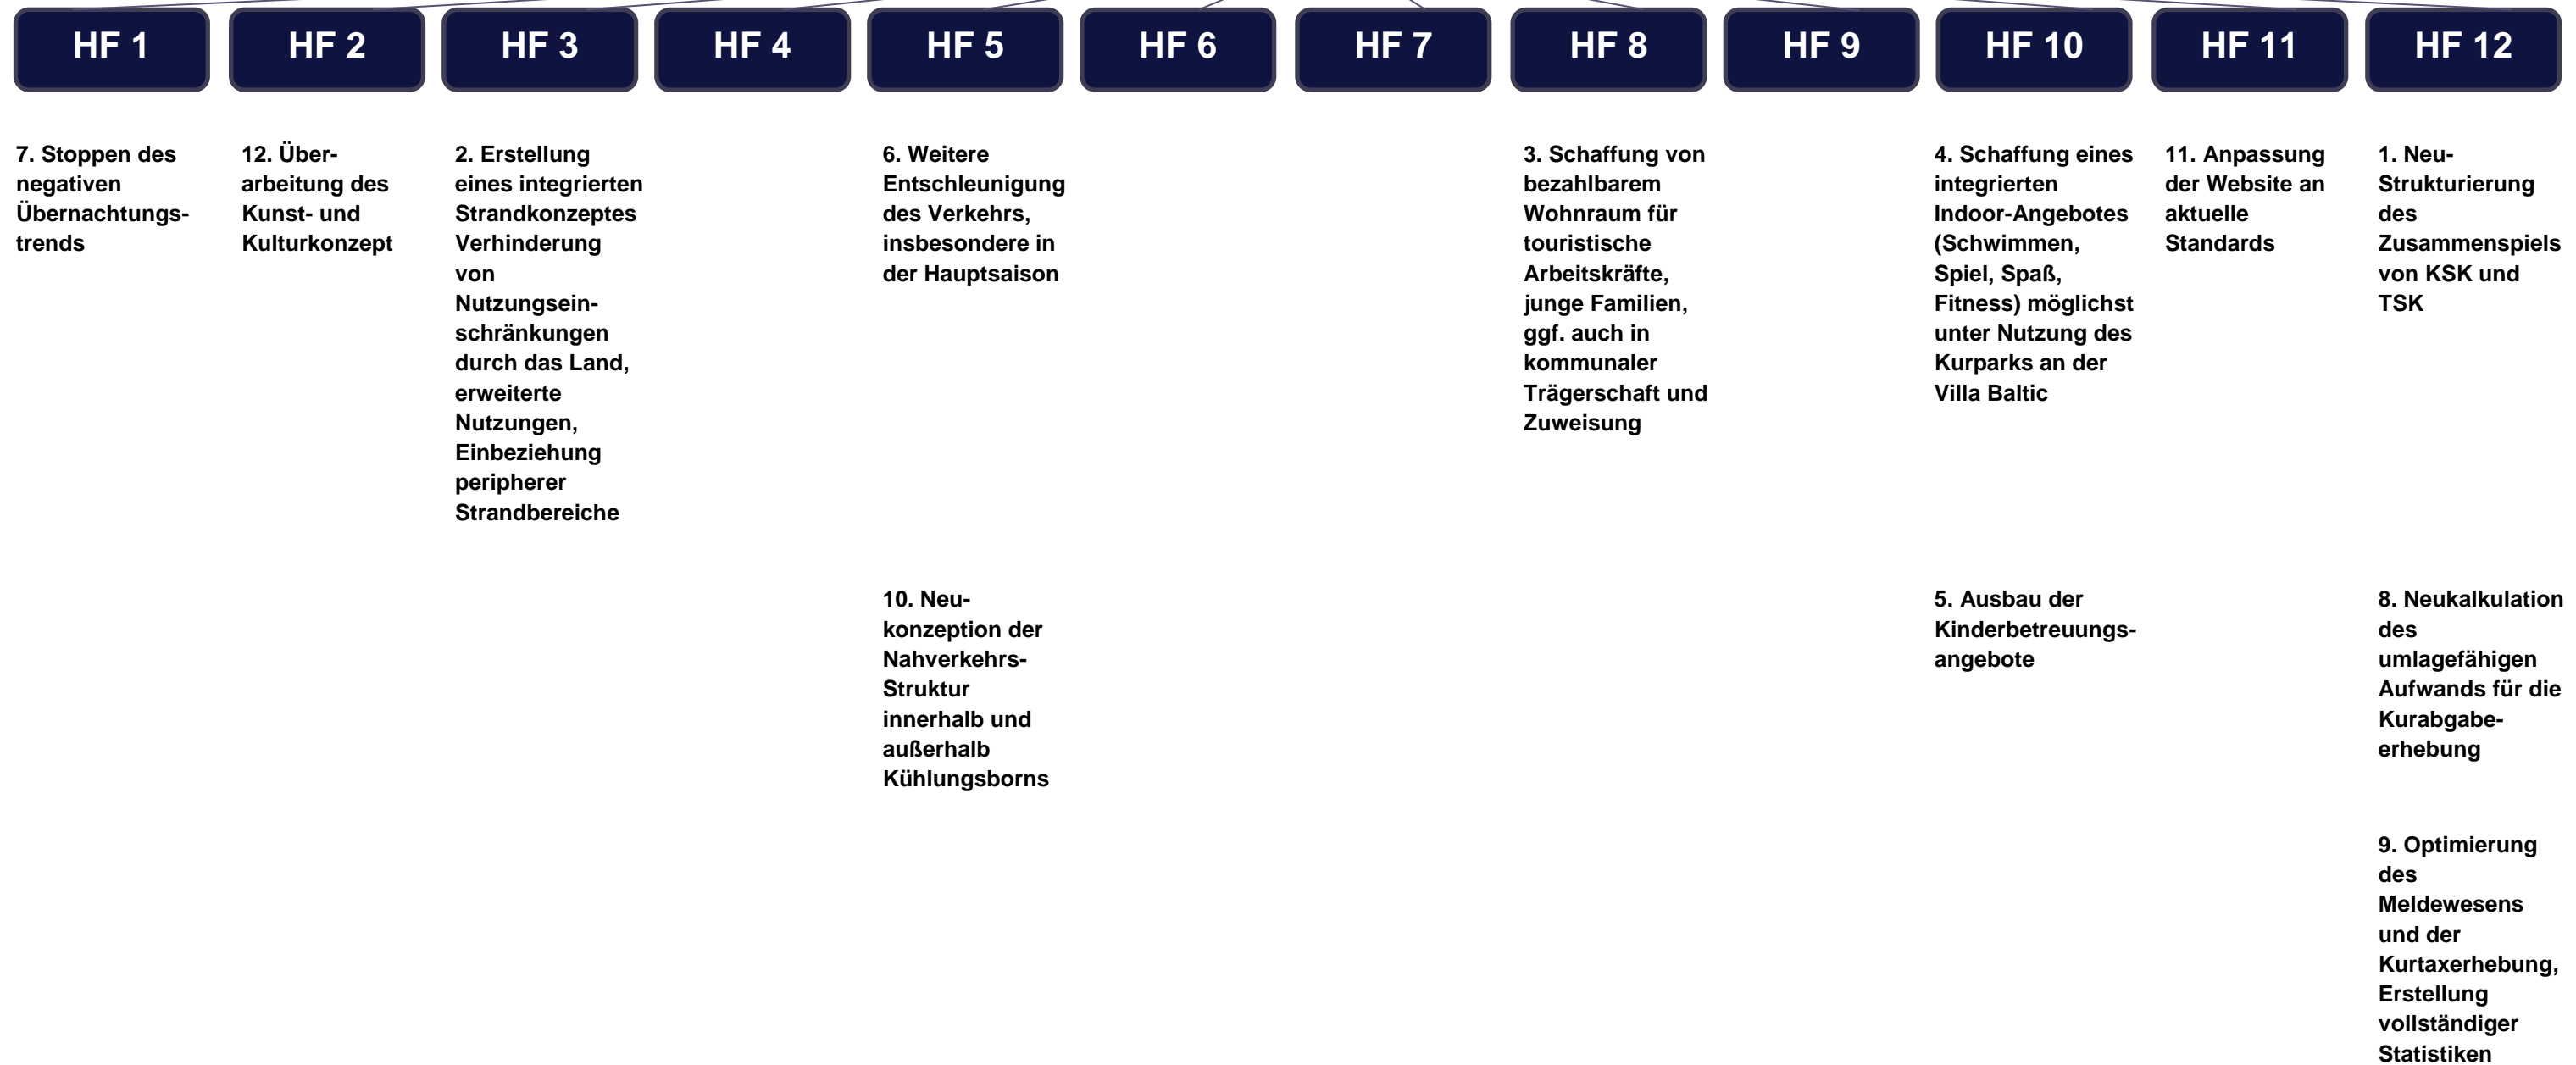 HF 1
HF 2
HF 3
HF 4
HF 5
HF 6
HF 7
HF 8
HF 9
HF 10
HF 11
HF 12
7. Stoppen des
negativen
Übernachtungs-
trends
12. Über-
arbeitung des
Kunst- und
Kulturkonzept
2. Erstellung
eines integrierten
Strandkonzeptes
Verhinderung
von
Nutzungsein-
schränkungen
durch das Land,
erweiterte
Nutzungen,
Einbeziehung
peripherer
Strandbereiche
6. Weitere
Entschleunigung
des Verkehrs,
insbesondere in
der Hauptsaison
10. Neu-
konzeption der
Nahverkehrs-
Struktur
innerhalb und
außerhalb
Kühlungsborns
3. Schaffung von
bezahlbarem
Wohnraum für
touristische
Arbeitskräfte,
junge Familien,
ggf. auch in
kommunaler
Trägerschaft und
Zuweisung
4. Schaffung eines
integrierten
Indoor-Angebotes
(Schwimmen,
Spiel, Spaß,
Fitness) möglichst
unter Nutzung des
Kurparks an der
Villa Baltic
5. Ausbau der
Kinderbetreuungs-
angebote
11. Anpassung
der Website an
aktuelle
Standards
1. Neu-
Strukturierung
des
Zusammenspiels
von KSK und
TSK
8. Neukalkulation
des
umlagefähigen
Aufwands für die
Kurabgabe-
erhebung
9. Optimierung
des
Meldewesens
und der
Kurtaxerhebung,
Erstellung
vollständiger
Statistiken